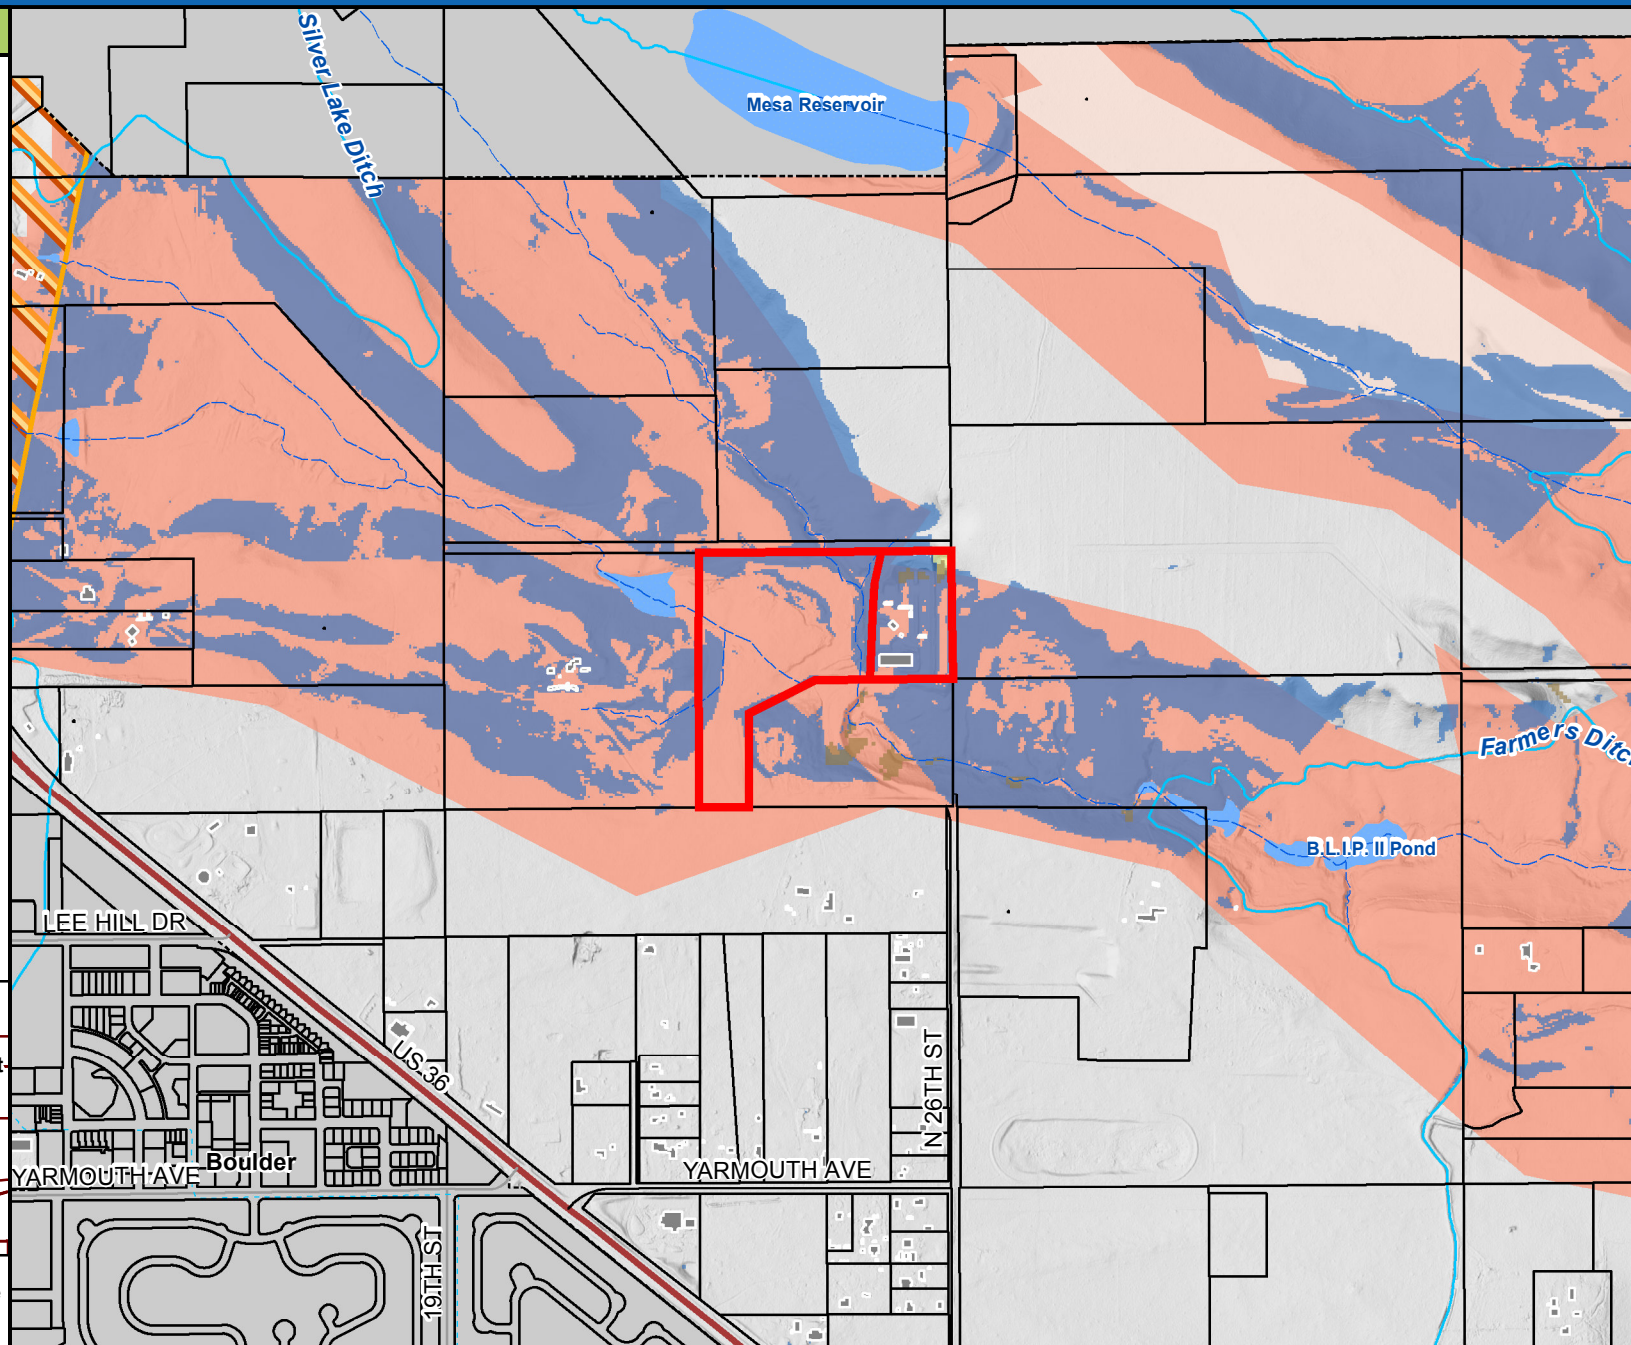 Silver Lake Ditch
Mesa Reservoir
Farmers Ditc
B.L.I.P. II Pond
LEE HILL DR
US 36
N 26TH ST
Boulder
YARMOUTH AVE
YARMOUTH AVE
19TH ST